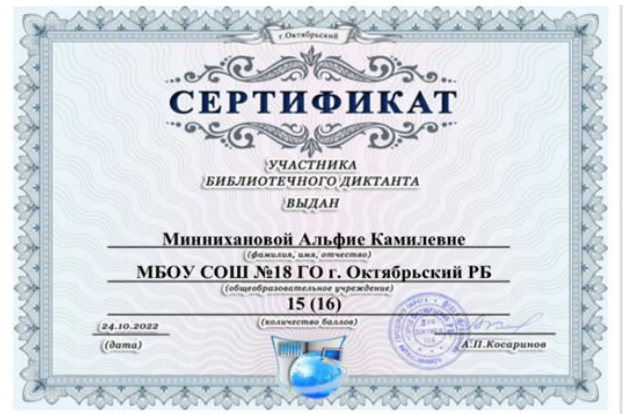 г.Октябрьский
СЕРТИФИКАТ
УЧАСТНИКА
БИБЛИОТЕЧНОГО ДИКТАНТА
ВЫДАН
Миннихановой Альфие Камилевне
(фамилия, имя, отчество)
МБОУ СОШ №18 ГО г. Октябрьский РБ
(общеобразовательное учреждение)
15 (16)
(количество баллов)
24.10.2022
(дата)
А.П.Косаринов